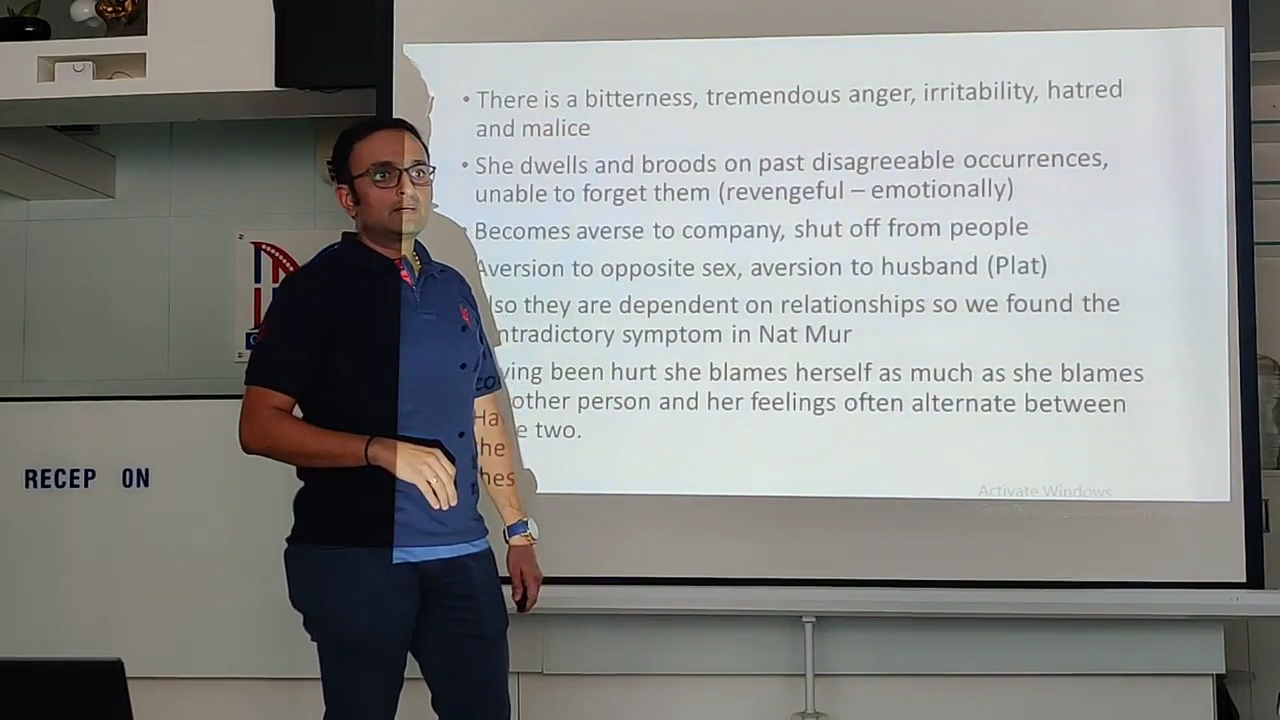 • There is a bitterness, tremendous anger, irritability, hatred
and malice
• She dwells and broods on past disagreeable occurrences,
unable to forget them (revengeful – emotionally)
Becomes averse to company, shut off from people
Aversion to opposite sex, aversion to husband (Plat)
lso they are dependent on relationships so we found the
ntradictory symptom in Nat Mur
ving been hurt she blames herself as much as she blames
other person and her feelings often alternate between
e two.
co
Ha
the
hes
Activate Windows
RECEP ON